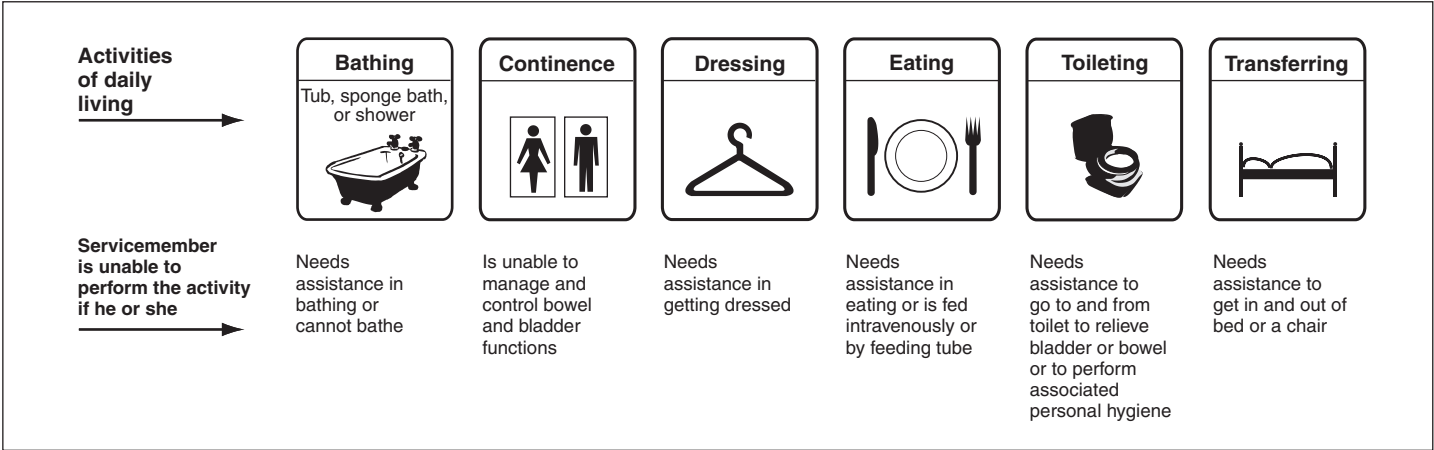 Activities
of daily
living
Bathing
Tub, sponge bath,
or shower
Continence
Dressing
Eating
Toileting
Transferring
Servicemember
is unable to
perform the activity
if he or she
Needs
assistance in
bathing or
cannot bathe
Is unable to
manage and
control bowel
and bladder
functions
Needs
assistance in
getting dressed
Needs
assistance in
eating or is fed
intravenously or
by feeding tube
Needs
assistance to
go to and from
toilet to relieve
bladder or bowel
or to perform
associated
personal hygiene
Needs
assistance to
get in and out of
bed or a chair